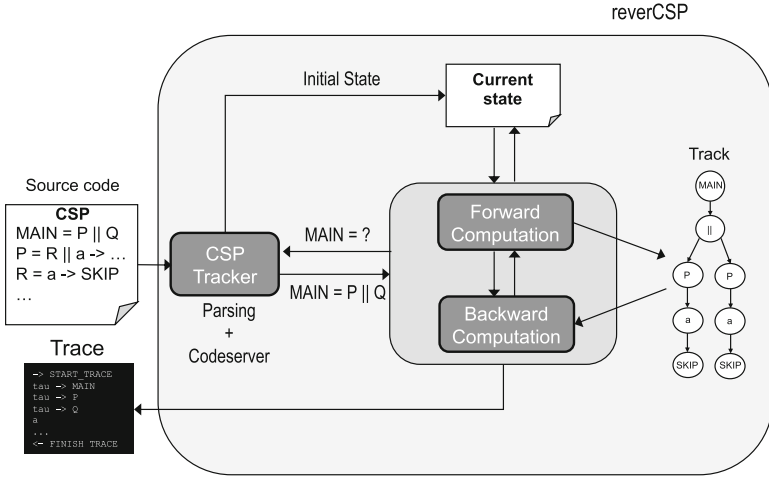 reverCSP
Initial State
Current
state
Track
MAIN
||
P
P
a
a
SKIP
SKIP
Source code
CSP
MAIN = P || Q
P = R || a -> ...
R = a -> SKIP
...
CSP
Tracker
Parsing
+
Codeserver
MAIN = ?
MAIN = P || Q
Forward
Computation
Backward
Computation
Trace
-> START_TRACE
tau -> MAIN
tau -> P
tau -> Q
a
...
<- FINISH TRACE